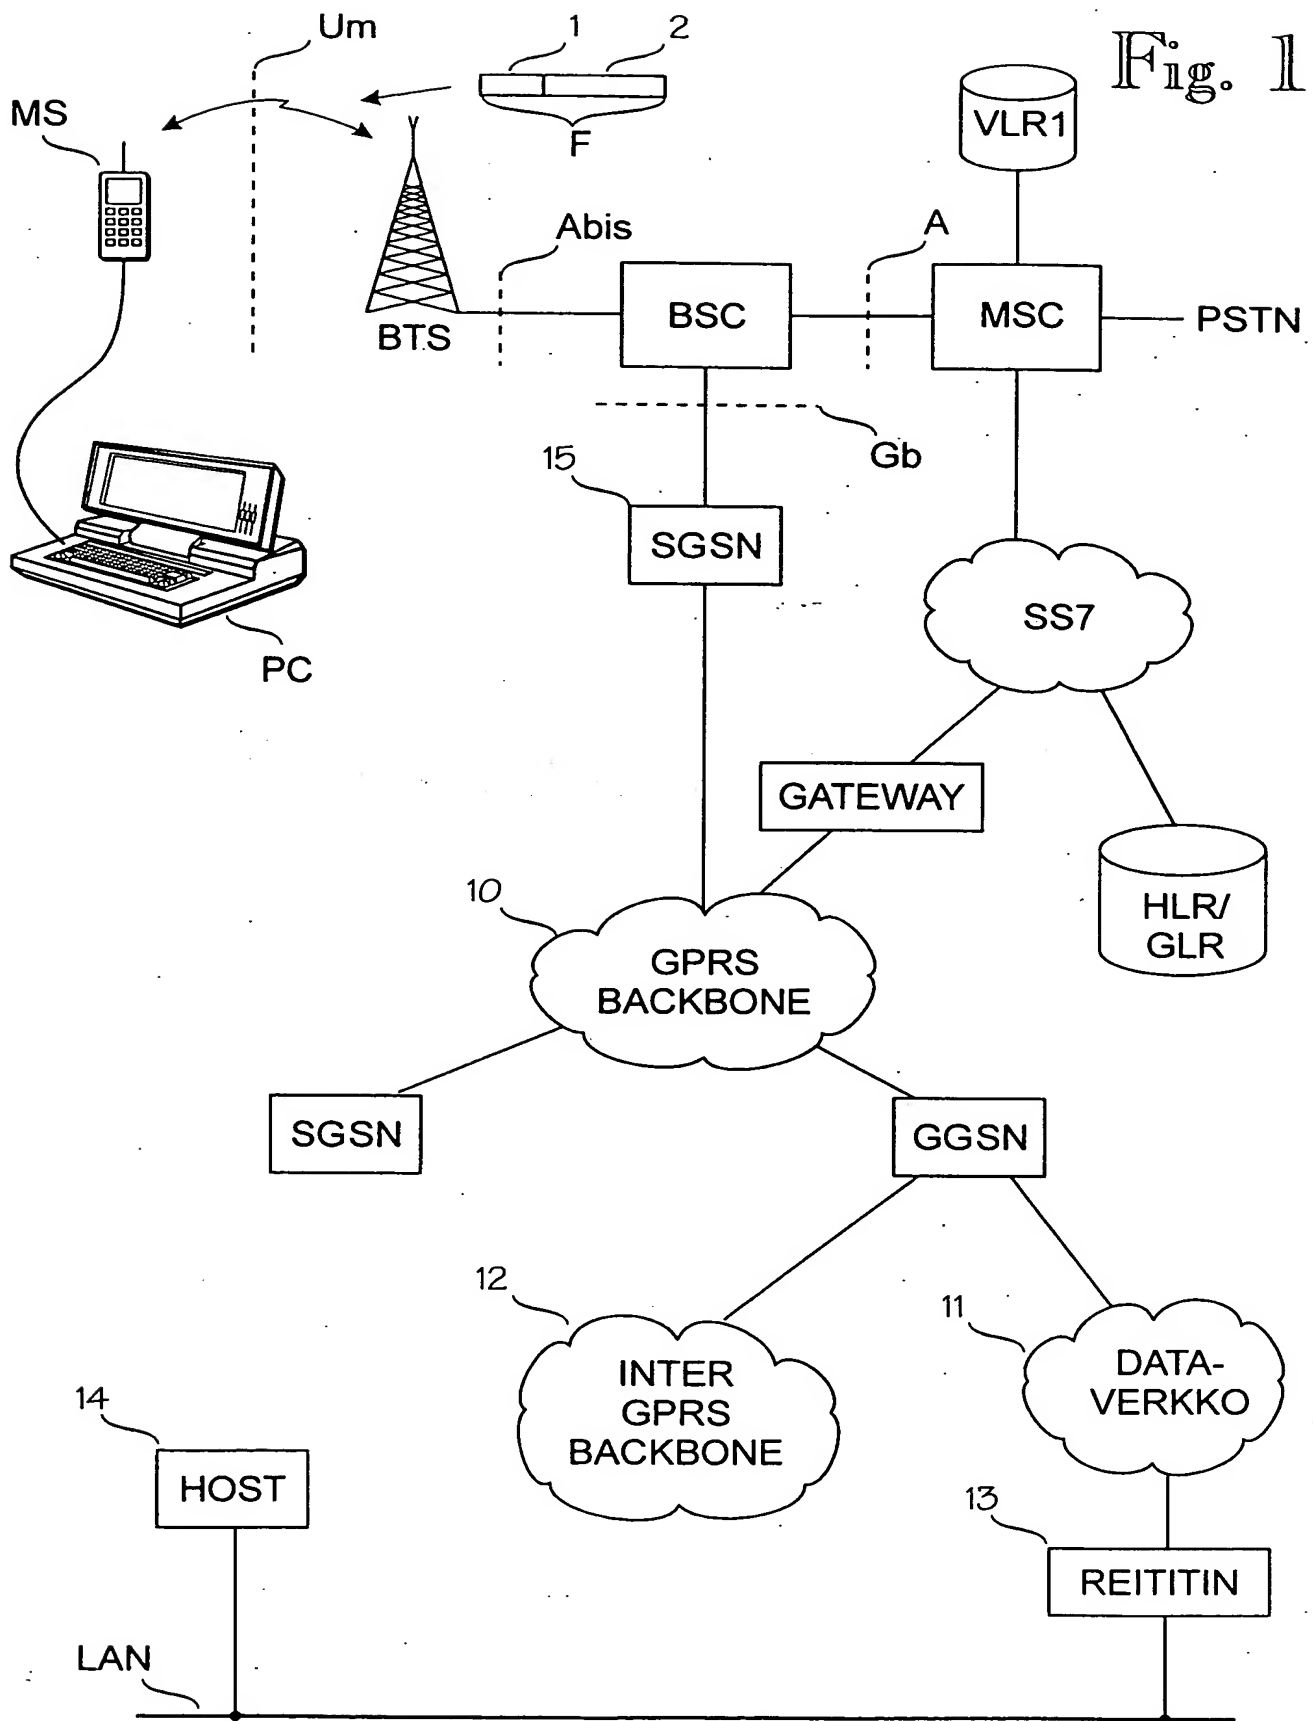 Fig. 1
Um
1
2
F
MS
VLR1
Abis
A
BTS
BSC
MSC
PSTN
Gb
15
SGSN
PC
SS7
GATEWAY
HLR/
GLR
10
GPRS
BACKBONE
SGSN
GGSN
12
INTER
GPRS
BACKBONE
11
DATA-
VERKKO
14
HOST
13
REITITIN
LAN